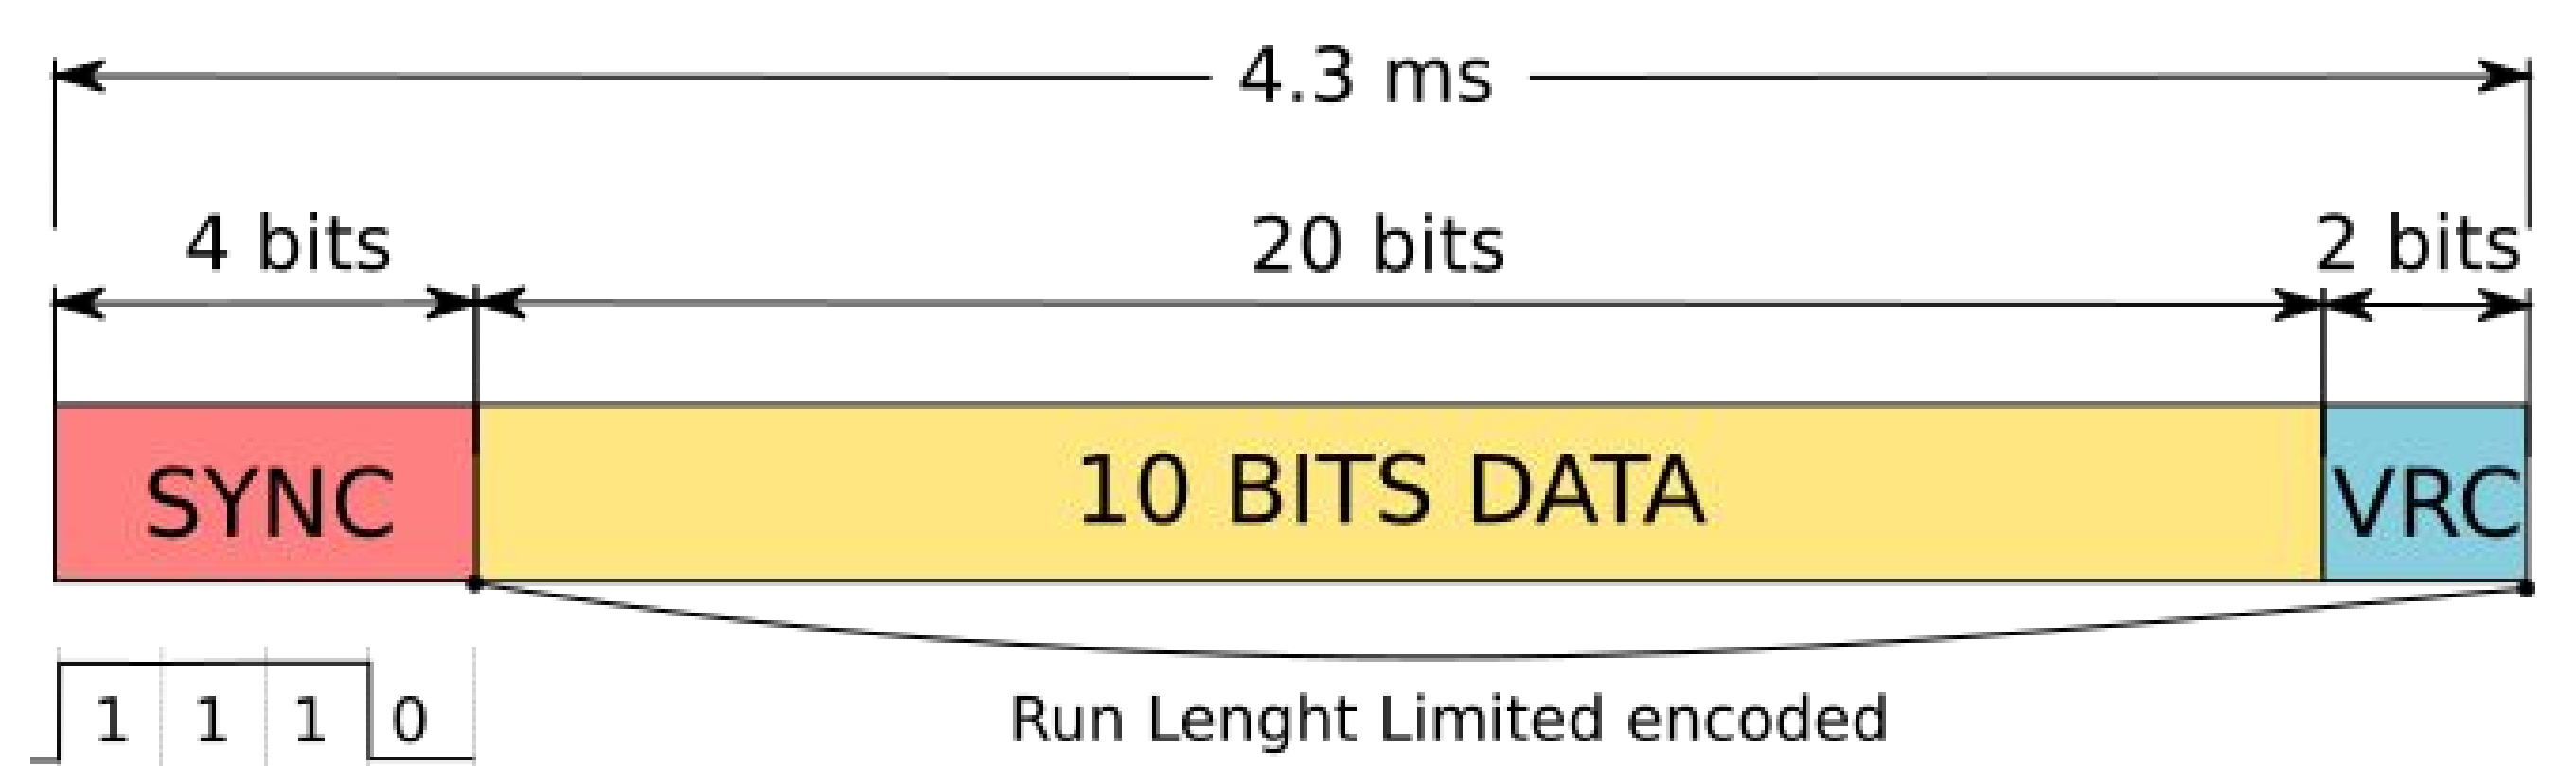 4.3 ms
4 bits 20 bits 2 bits
SYNC 10 BITS DATA VRC
1 1 1 0
Run Lenght Limited encoded